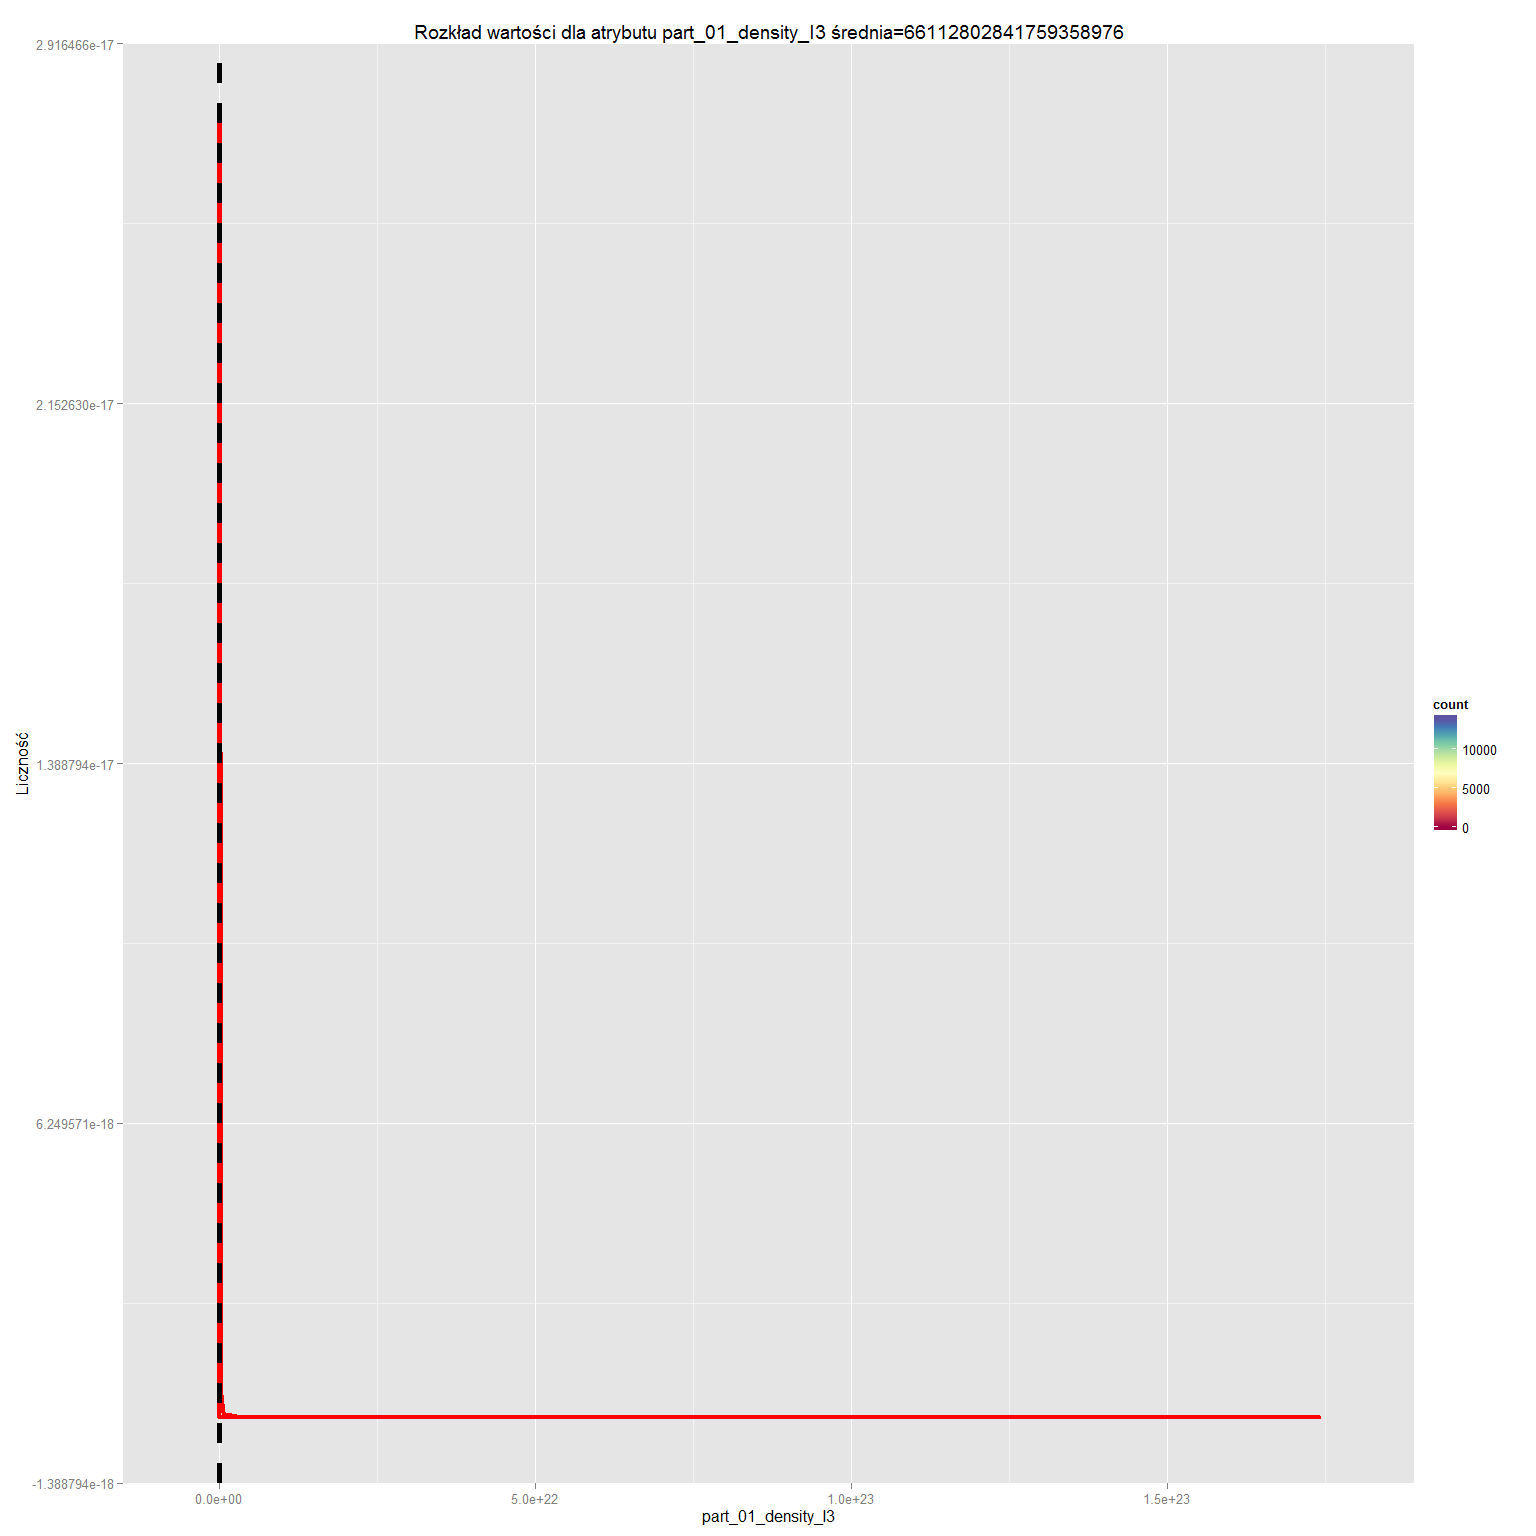 Rozkład wartości dla atrybutu part_01_density_I3 średnia=66112802841759358976
2.916466e-17
2.152630e-17
1.388794e-17
6.249571e-18
-1.388794e-18
Liczność
0.0e+00
5.0e+22
1.0e+23
1.5e+23
part_01_density_I3
count
10000
5000
0